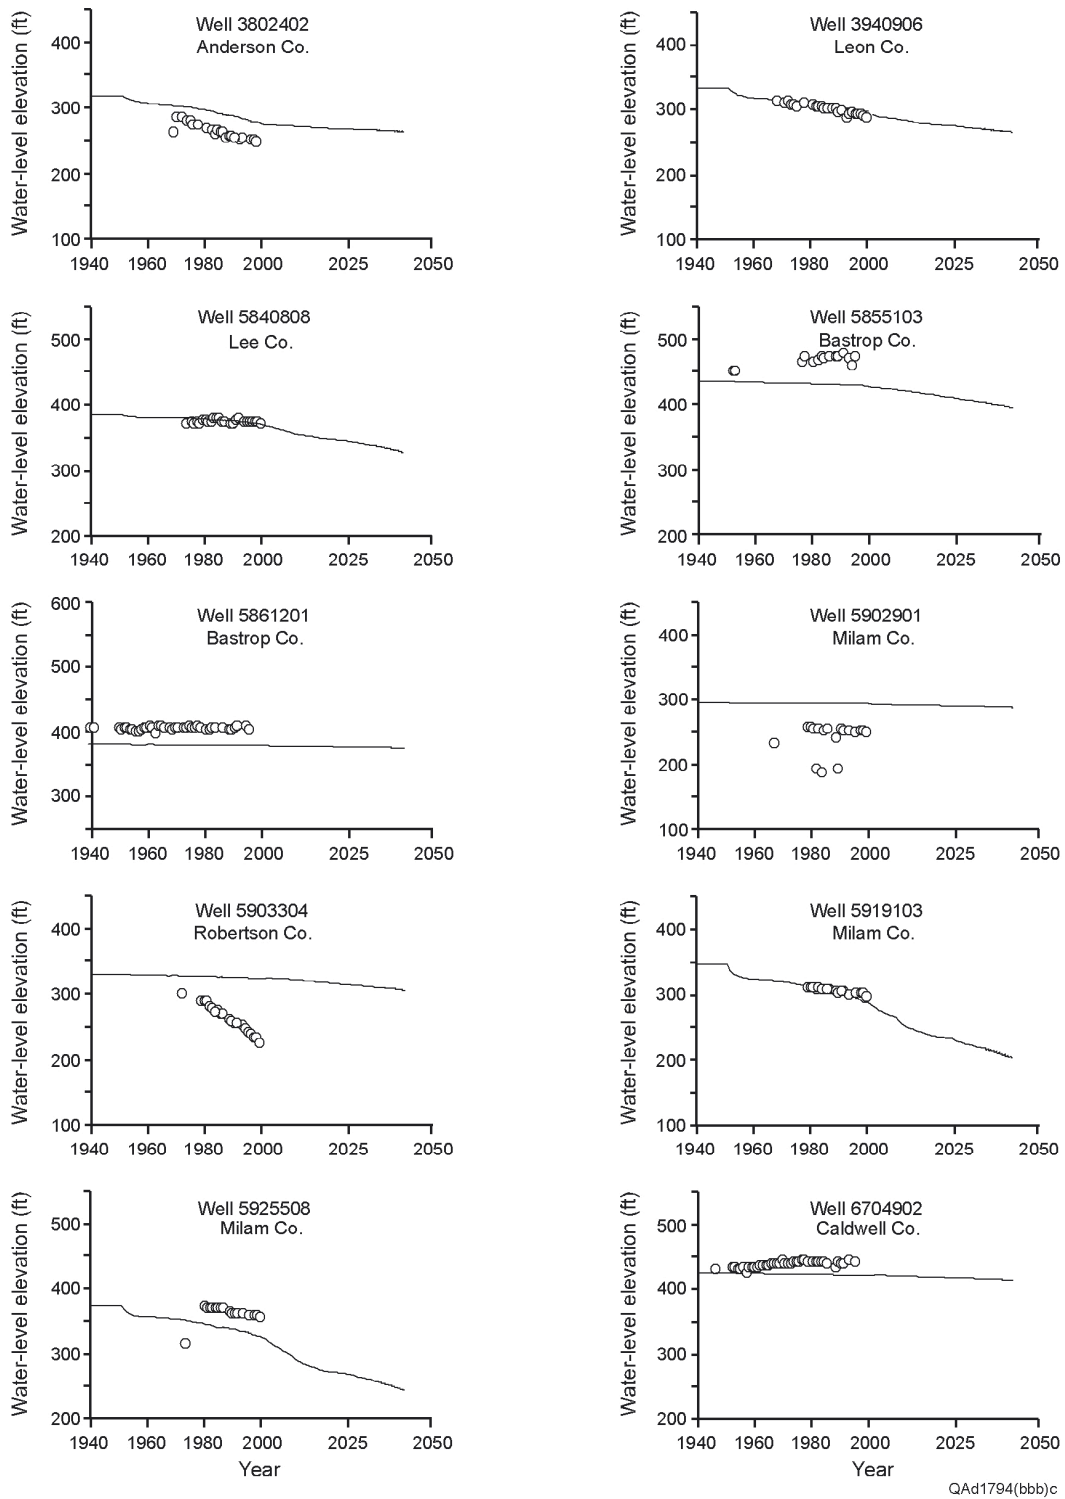 Well 3802402
Anderson Co.
Water-level elevation (ft)
400
300
200
100
1940 1960 1980 2000 2025 2050
Well 3940906
Leon Co.
Water-level elevation (ft)
400
300
200
100
1940 1960 1980 2000 2025 2050
Well 5840808
Lee Co.
Water-level elevation (ft)
500
400
300
200
1940 1960 1980 2000 2025 2050
Well 5855103
Bastrop Co.
Water-level elevation (ft)
500
400
300
200
1940 1960 1980 2000 2025 2050
Well 5861201
Bastrop Co.
Water-level elevation (ft)
600
500
400
300
1940 1960 1980 2000 2025 2050
Well 5902901
Milam Co.
Water-level elevation (ft)
400
300
200
100
1940 1960 1980 2000 2025 2050
Well 5903304
Robertson Co.
Water-level elevation (ft)
400
300
200
100
1940 1960 1980 2000 2025 2050
Well 5919103
Milam Co.
Water-level elevation (ft)
400
300
200
100
1940 1960 1980 2000 2025 2050
Well 5925508
Milam Co.
Water-level elevation (ft)
500
400
300
200
1940 1960 1980 2000 2025 2050
Year
Well 6704902
Caldwell Co.
Water-level elevation (ft)
500
400
300
200
1940 1960 1980 2000 2025 2050
Year
QAd1794(bbb)c